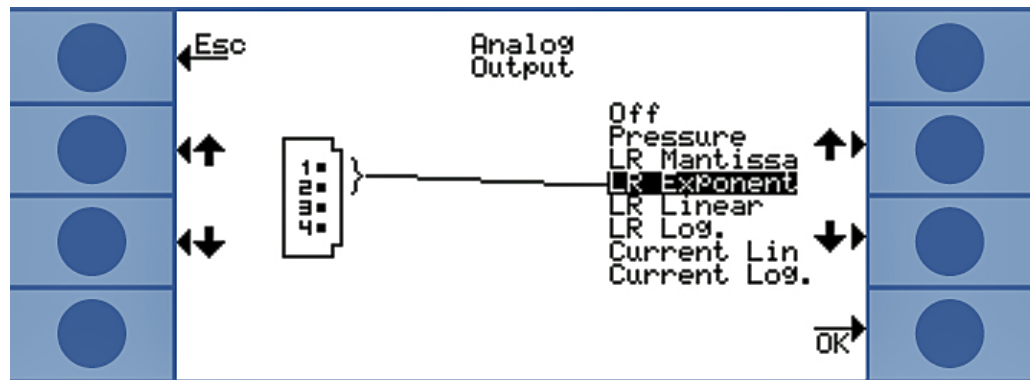 Esc
Analog
Output
Off
Pressure
LR Mantissa
LR Exponent
LR Linear
LR Log.
Current Lin
Current Log.
1
2
3
4
OK